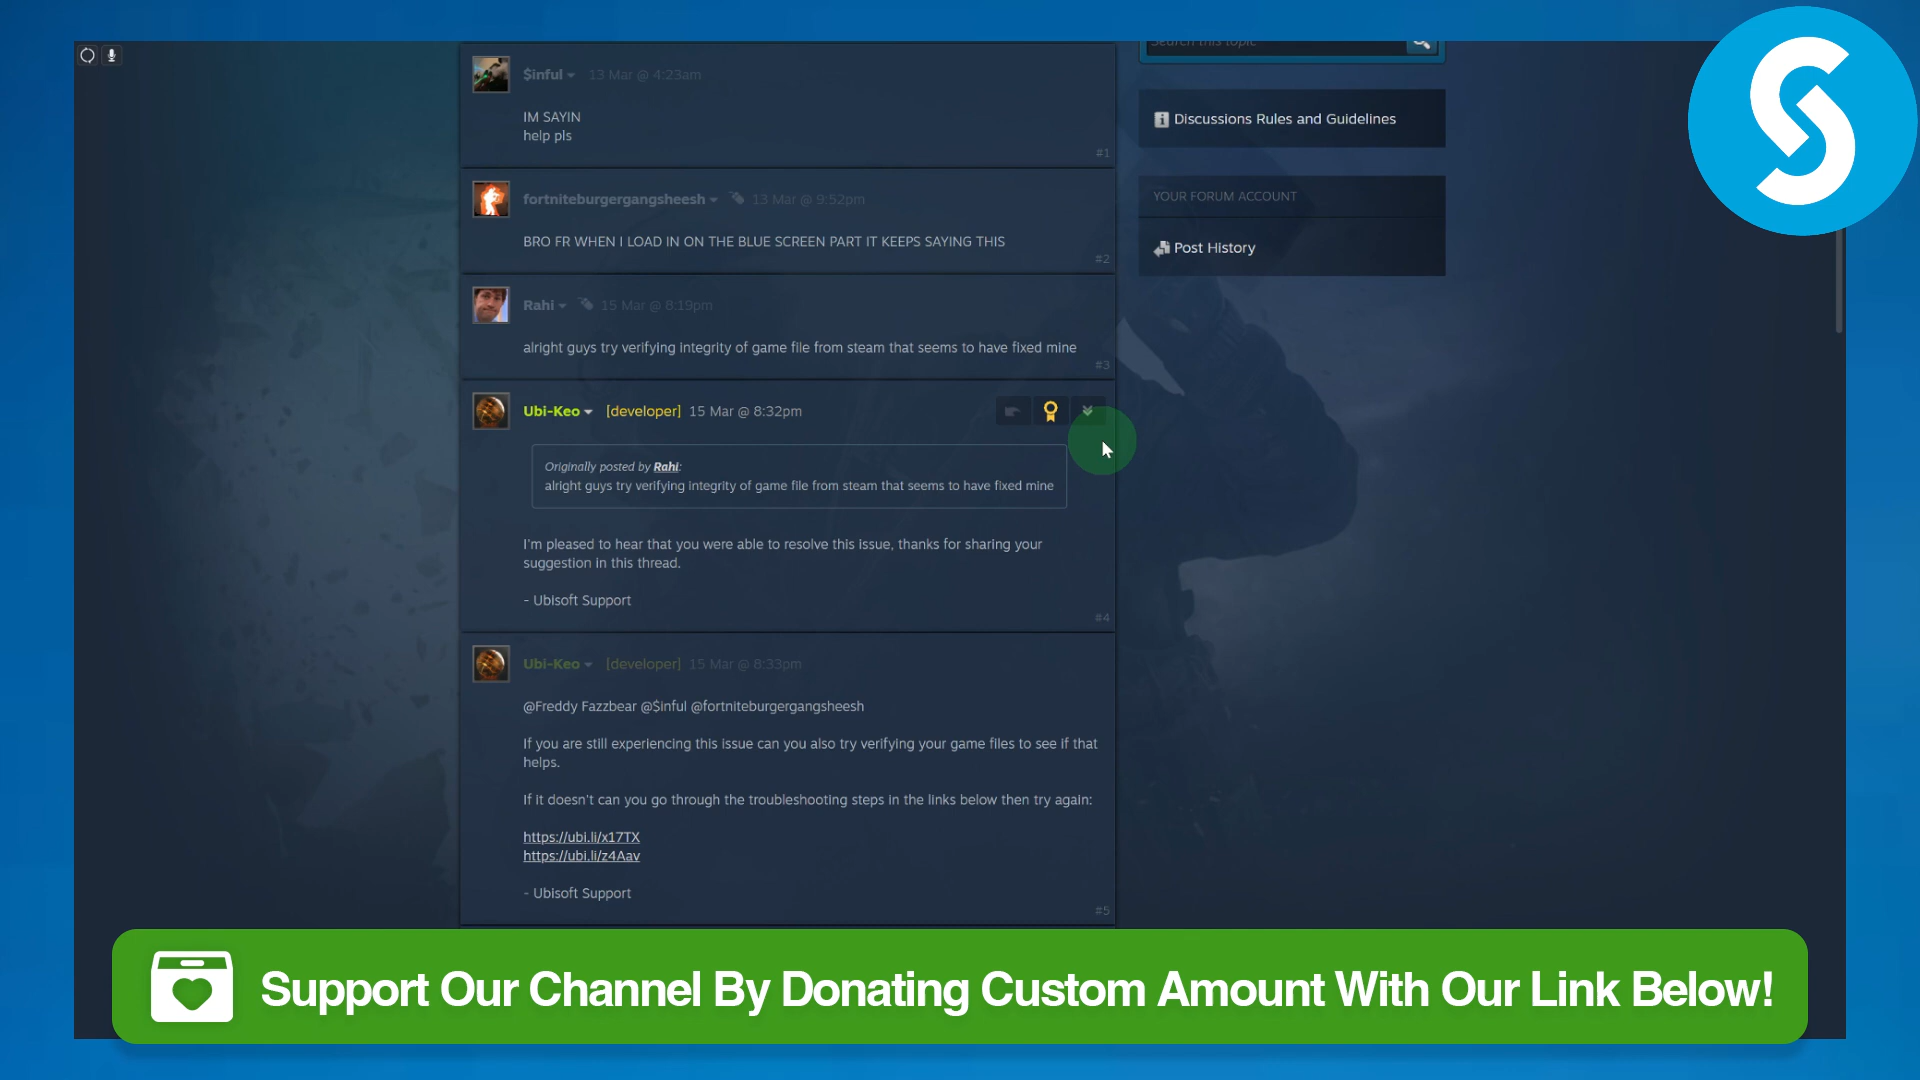 Search this topic
$inful 13 Mar @ 4:23am
IM SAYIN
help pls
#1
fortniteburgergangsheesh 13 Mar @ 9:52pm
BRO FR WHEN I LOAD IN ON THE BLUE SCREEN PART IT KEEPS SAYING THIS
#2
Rahi 15 Mar @ 8:19pm
alright guys try verifying integrity of game file from steam that seems to have fixed mine
#3
Ubi-Keo [developer] 15 Mar @ 8:32pm
Originally posted by Rahi:
alright guys try verifying integrity of game file from steam that seems to have fixed mine
I'm pleased to hear that you were able to resolve this issue, thanks for sharing your
suggestion in this thread.
- Ubisoft Support
#4
Ubi-Keo [developer] 15 Mar @ 8:33pm
@Freddy Fazzbear @$inful @fortniteburgergangsheesh
If you are still experiencing this issue can you also try verifying your game files to see if that
helps.
If it doesn't can you go through the troubleshooting steps in the links below then try again:
https://ubi.li/x17TX
https://ubi.li/z4Aav
- Ubisoft Support
#5
Discussions Rules and Guidelines
YOUR FORUM ACCOUNT
Post History
Support Our Channel By Donating Custom Amount With Our Link Below!